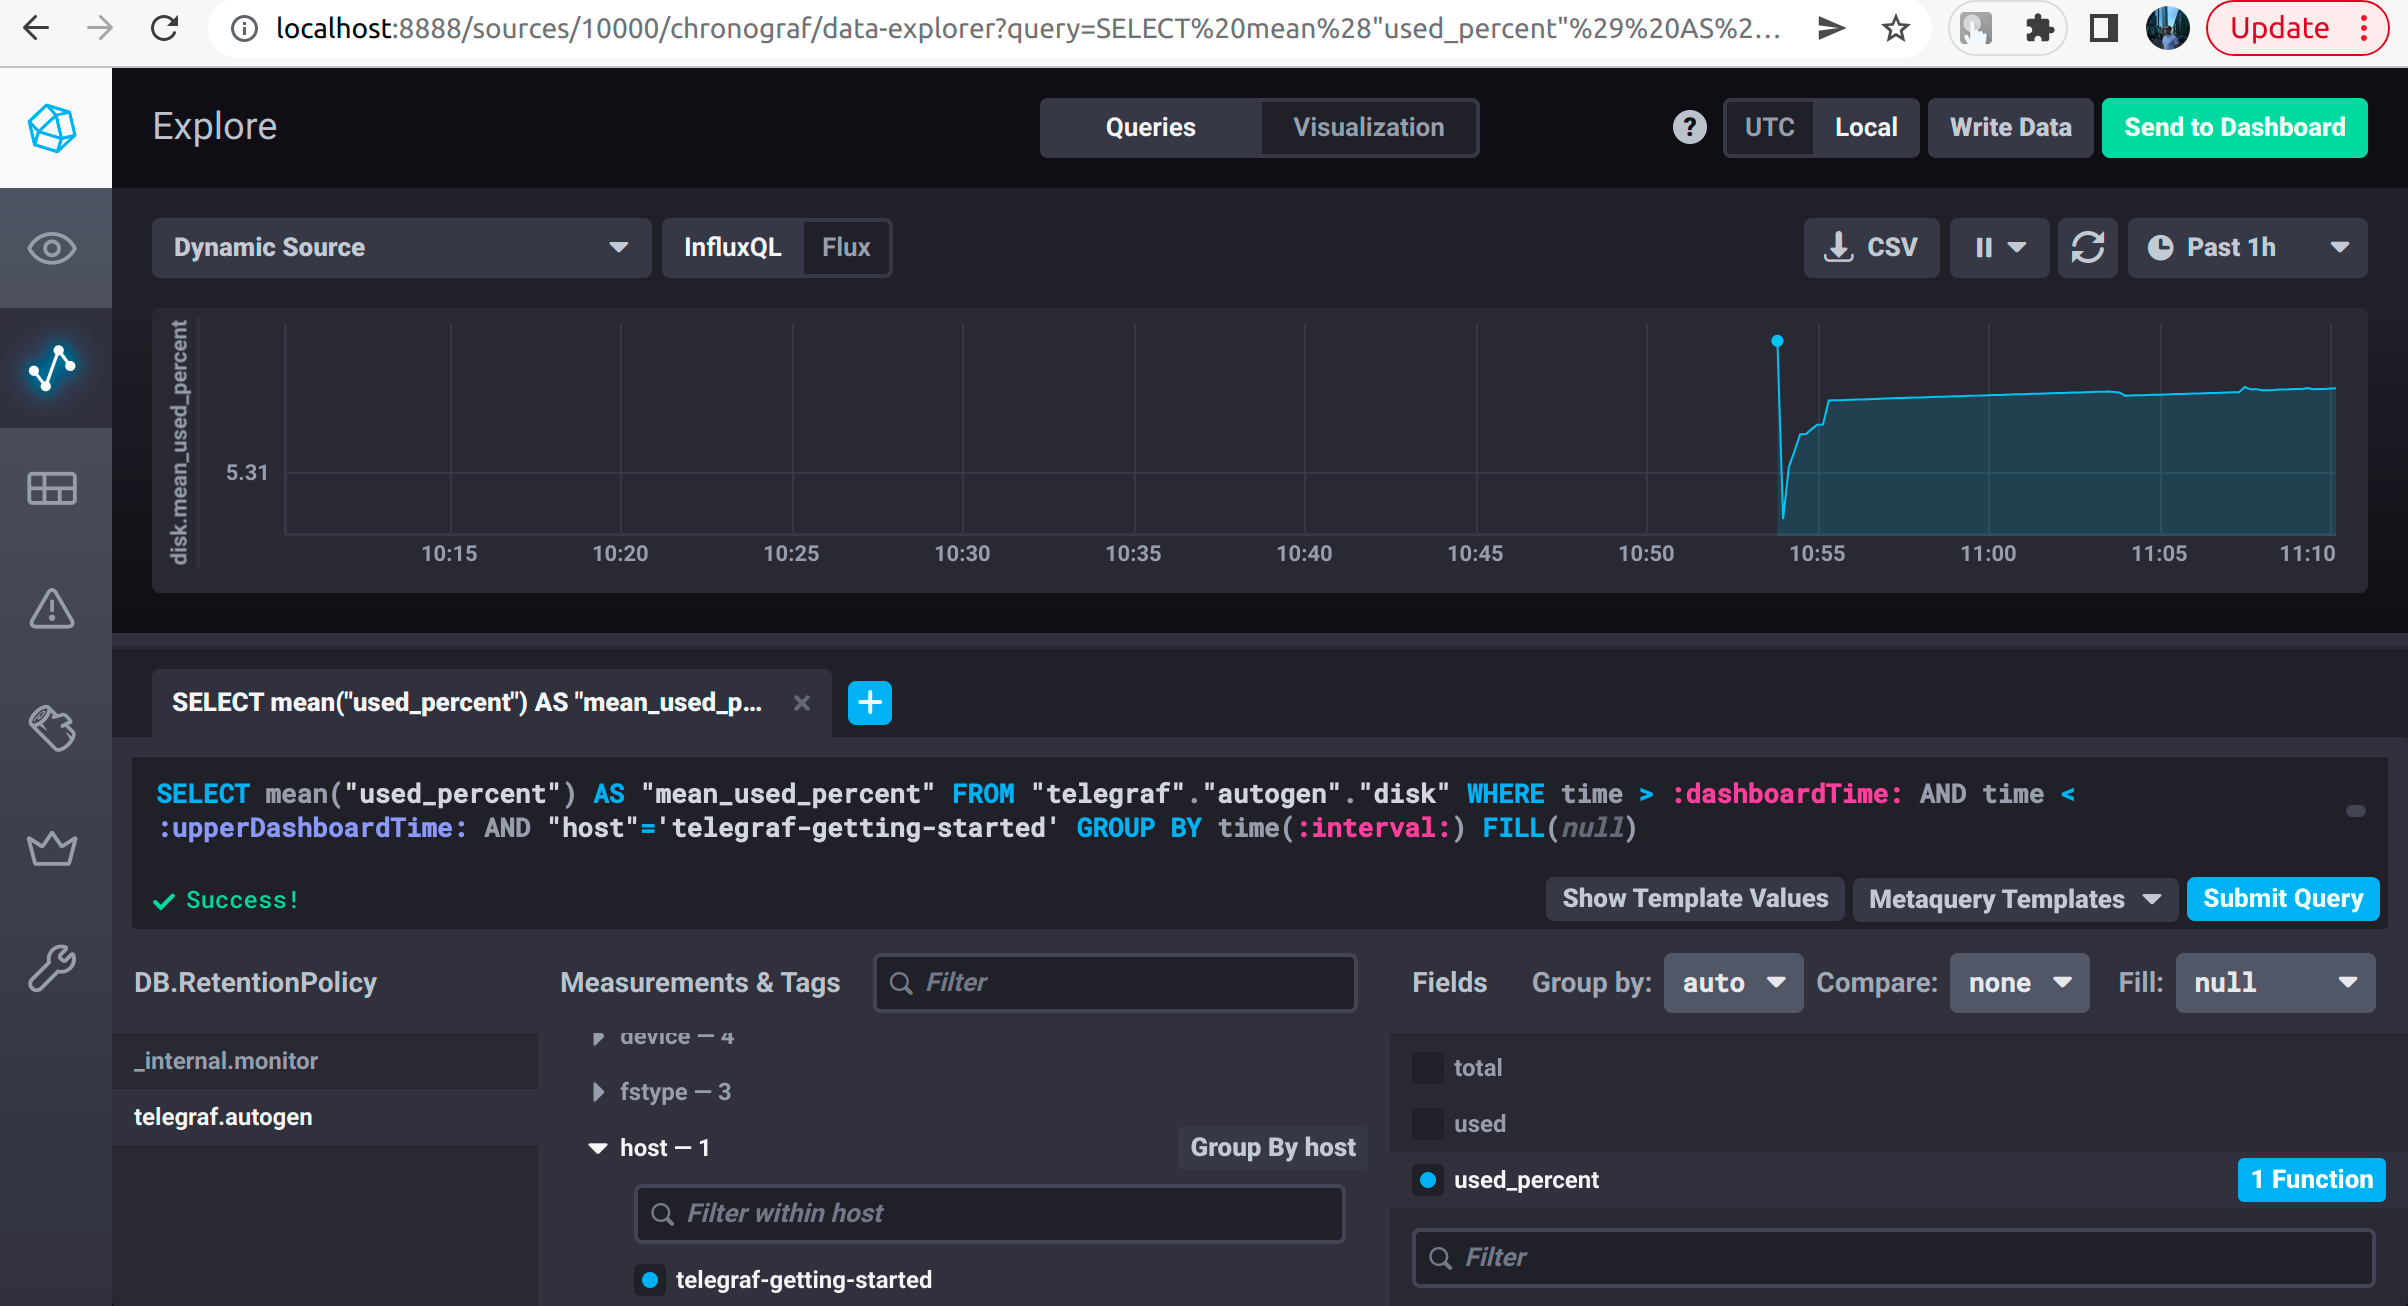 localhost:8888/sources/10000/chronograf/data-explorer?query=SELECT%20mean%28"used_percent"%29%20AS%2...
Update
Explore
Queries
Visualization
?
UTC
Local
Write Data
Send to Dashboard
Dynamic Source
InfluxQL
Flux
CSV
Past 1h
disk.mean_used_percent
5.31
10:15
10:20
10:25
10:30
10:35
10:40
10:45
10:50
10:55
11:00
11:05
11:10
SELECT mean("used_percent") AS "mean_used_p...
SELECT mean("used_percent") AS "mean_used_percent" FROM "telegraf"."autogen"."disk" WHERE time > :dashboardTime: AND time <
:upperDashboardTime: AND "host"='telegraf-getting-started' GROUP BY time(:interval:) FILL(null)
Success!
Show Template Values
Metaquery Templates
Submit Query
DB.RetentionPolicy
Measurements & Tags
Filter
Fields
Group by:
auto
Compare:
none
Fill:
null
_internal.monitor
telegraf.autogen
device — 4
fstype — 3
host — 1
Group By host
Filter within host
telegraf-getting-started
total
used
used_percent
1 Function
Filter